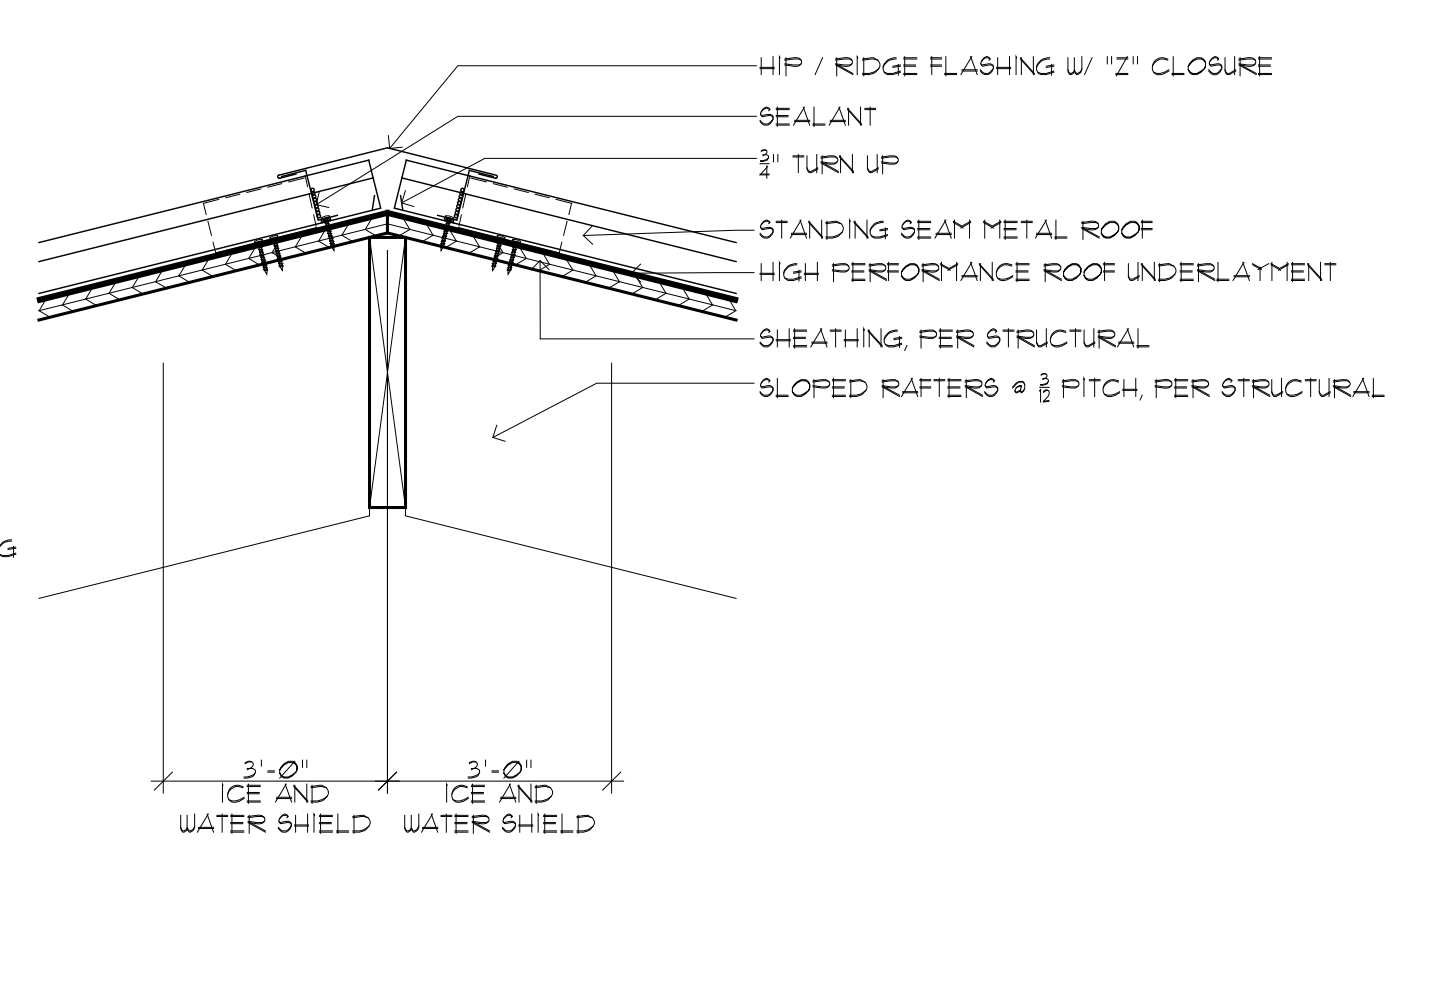 HIP / RIDGE FLASHING W/ "Z" CLOSURE
SEALANT
3/4" TURN UP
STANDING SEAM METAL ROOF
HIGH PERFORMANCE ROOF UNDERLAYMENT
SHEATHING, PER STRUCTURAL
SLOPED RAFTERS @ 3/12 PITCH, PER STRUCTURAL
G
3'-0" 3'-0"
ICE AND ICE AND
WATER SHIELD WATER SHIELD